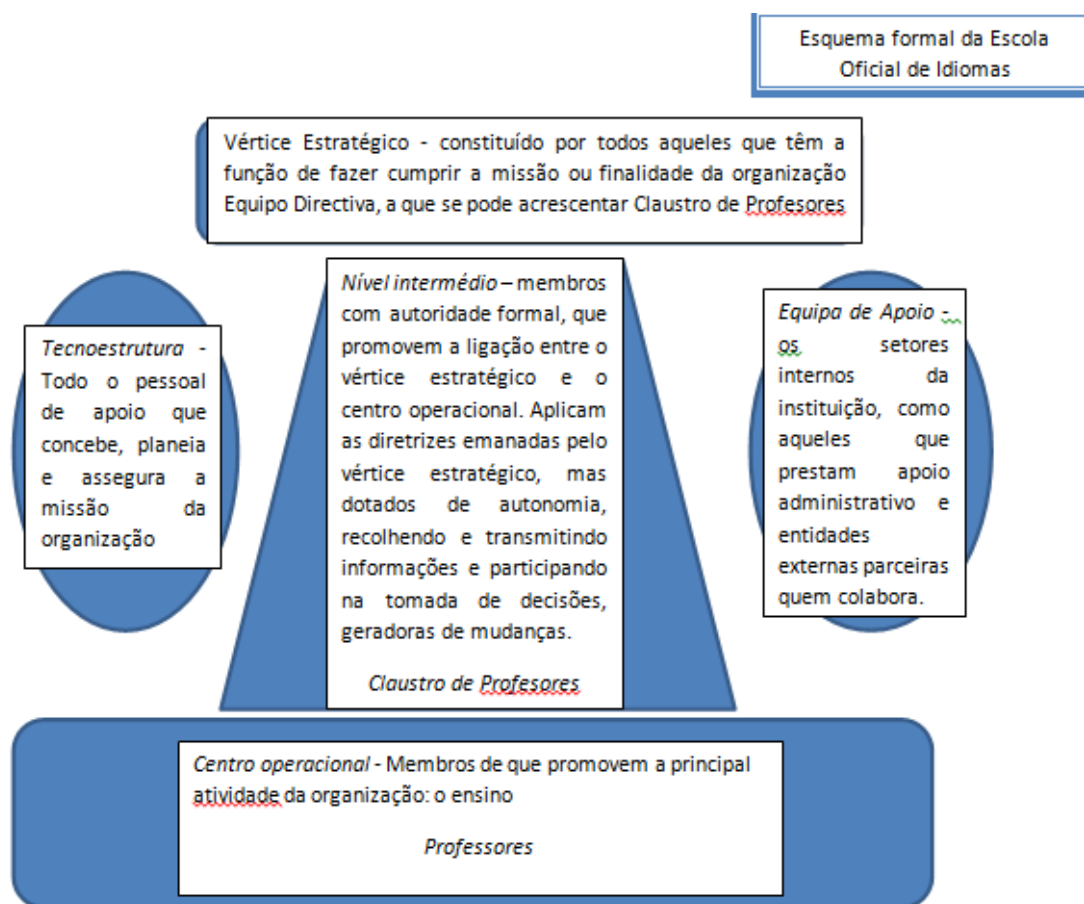 Esquema formal da Escola
Oficial de Idiomas
Vértice Estratégico - constituído por todos aqueles que têm a
função de fazer cumprir a missão ou finalidade da organização
Equipo Directiva, a que se pode acrescentar Claustro de Profesores
Tecnoestrutura -
Todo o pessoal
de apoio que
concebe, planeia
e assegura a
missão da
organização
Nível intermédio – membros
com autoridade formal, que
promovem a ligação entre o
vértice estratégico e o
centro operacional. Aplicam
as diretrizes emanadas pelo
vértice estratégico, mas
dotados de autonomia,
recolhendo e transmitindo
informações e participando
na tomada de decisões,
geradoras de mudanças.
Claustro de Profesores
Equipa de Apoio -
os setores
internos da
instituição, como
aqueles que
prestam apoio
administrativo e
entidades
externas parceiras
quem colabora.
Centro operacional - Membros de que promovem a principal
atividade da organização: o ensino
Professores